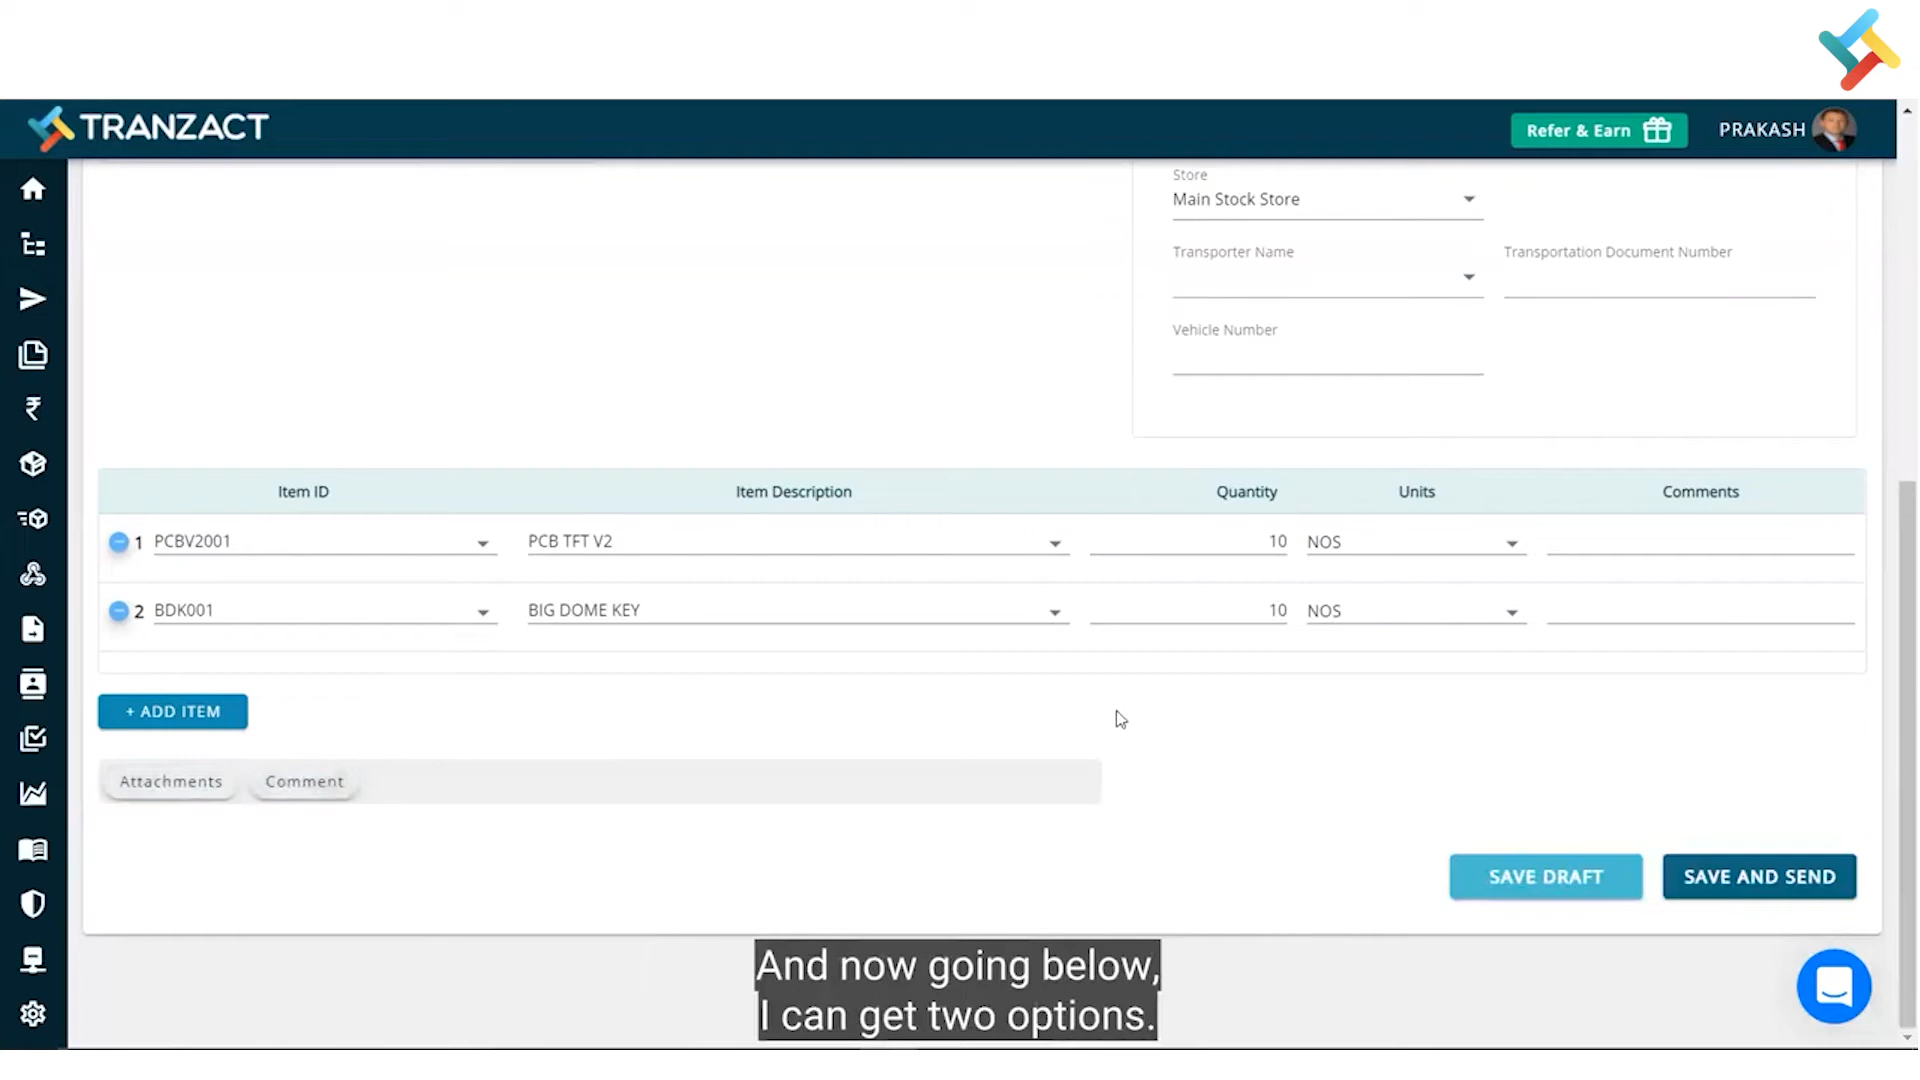 TRANZACT
Refer & Earn
PRAKASH
Store
Main Stock Store
Transporter Name
Transportation Document Number
Vehicle Number
Item ID Item Description Quantity Units Comments
1 PCBV2001 PCB TFT V2 10 NOS
2 BDK001 BIG DOME KEY 10 NOS
+ ADD ITEM
Attachments Comment
SAVE DRAFT SAVE AND SEND
And now going below,
I can get two options.